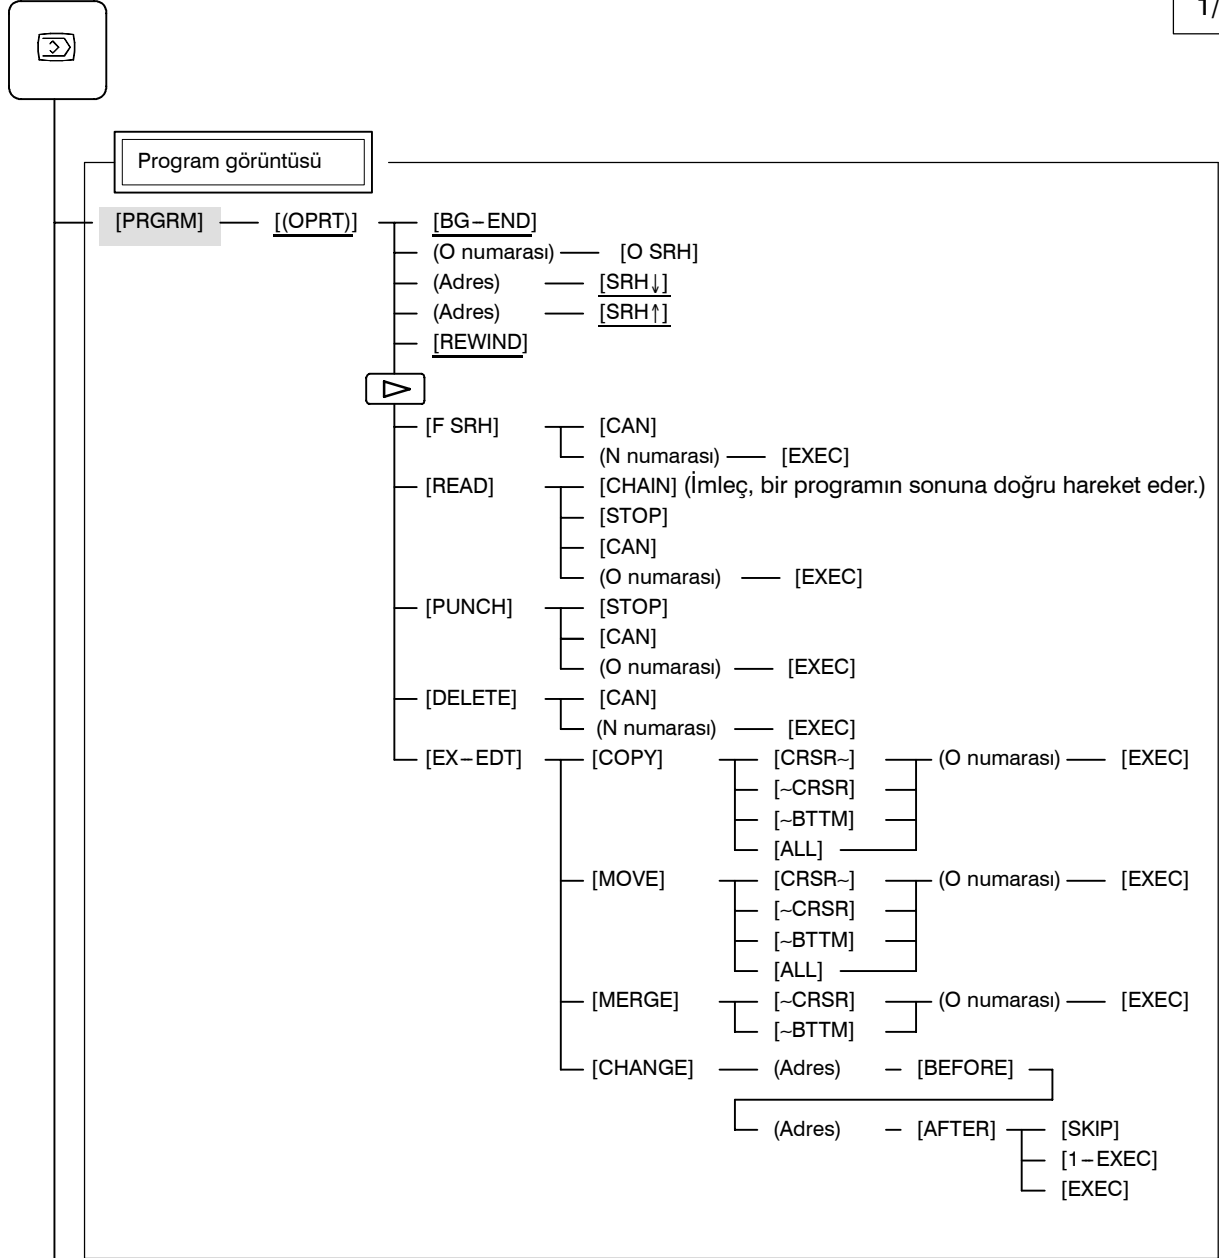 1/
Program görüntüsü
[PRGRM] [(OPRT)] [BG–END]
(O numarası) [O SRH]
(Adres) [SRH↓]
(Adres) [SRH↑]
[REWIND]
[F SRH] [CAN]
(N numarası) [EXEC]
[READ] [CHAIN] (İmleç, bir programın sonuna doğru hareket eder.)
[STOP]
[CAN]
(O numarası) [EXEC]
[PUNCH] [STOP]
[CAN]
(O numarası) [EXEC]
[DELETE] [CAN]
(N numarası) [EXEC]
[EX–EDT] [COPY] [CRSR~] (O numarası) [EXEC]
[~CRSR]
[~BTTM]
[ALL]
[MOVE] [CRSR~] (O numarası) [EXEC]
[~CRSR]
[~BTTM]
[ALL]
[MERGE] [~CRSR] (O numarası) [EXEC]
[~BTTM]
[CHANGE] (Adres) [BEFORE]
(Adres) [AFTER] [SKIP]
[1–EXEC]
[EXEC]